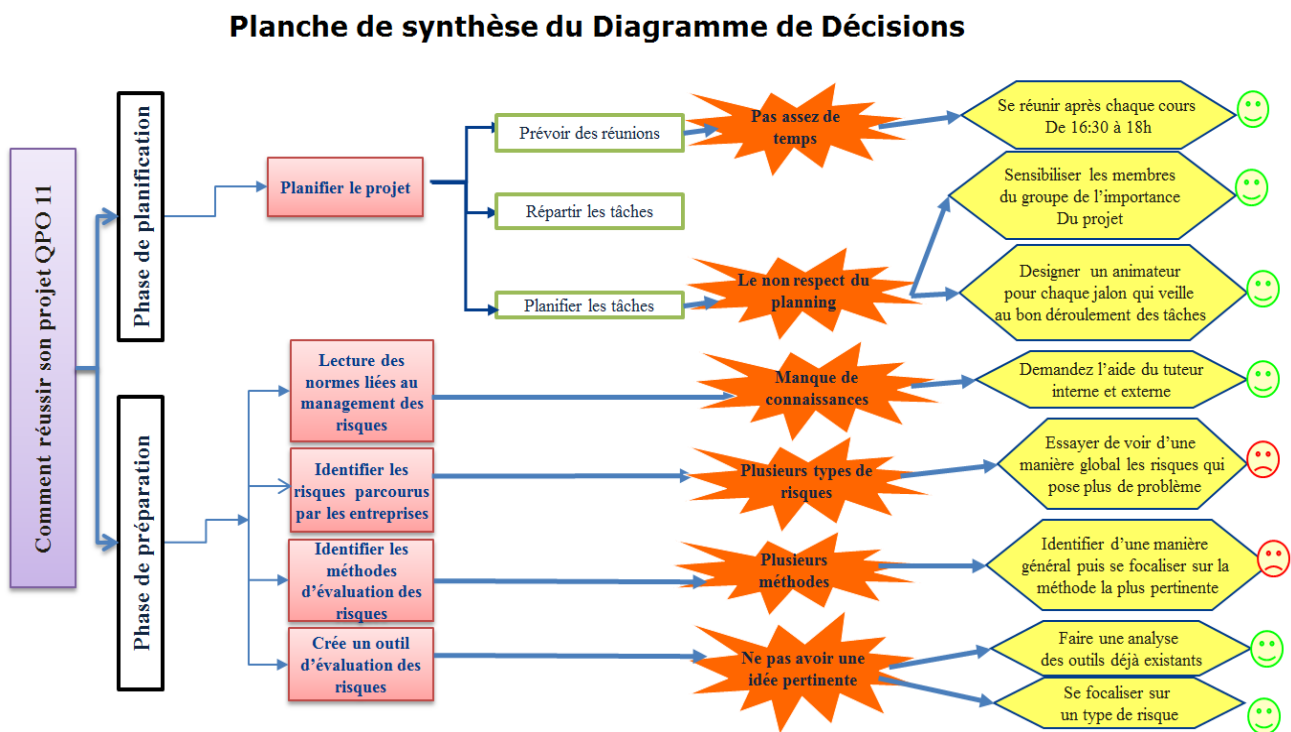 Planche de synthèse du Diagramme de Décisions
Comment réussir son projet QPO 11
Phase de planification
Planifier le projet
Prévoir des réunions
Répartir les tâches
Planifier les tâches
Pas assez de
temps
Le non respect du
planning
Se réunir après chaque cours
De 16:30 à 18h
Sensibiliser les membres
du groupe de l’importance
Du projet
Designer un animateur
pour chaque jalon qui veille
au bon déroulement des tâches
Phase de préparation
Lecture des
normes liées au
management des
risques
Manque de
connaissances
Demandez l’aide du tuteur
interne et externe
Identifier les
risques parcourus
par les entreprises
Plusieurs types de
risques
Essayer de voir d’une
manière global les risques qui
pose plus de problème
Identifier les
méthodes
d’évaluation des
risques
Plusieurs
méthodes
Identifier d’une manière
général puis se focaliser sur la
méthode la plus pertinente
Crée un outil
d’évaluation des
risques
Ne pas avoir une
idée pertinente
Faire une analyse
des outils déjà existants
Se focaliser sur
un type de risque